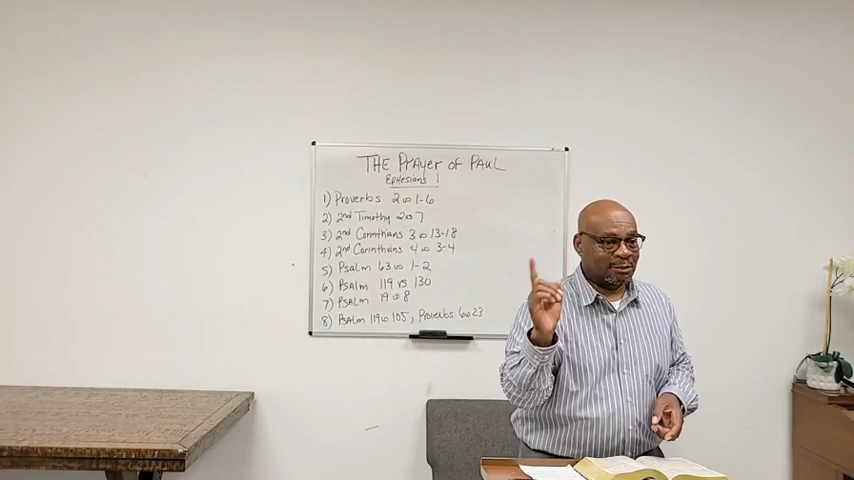 THE PRAyer of PAUL
Ephesians 1
1) Proverbs 2 vs 1-6
2) 2nd Timothy 2 vs 7
3) 2nd Corinthians 3 vs 13-18
4) 2nd Corinthians 4 vs 3-4
5) Psalm 63 vs 1-2
6) Psalm 119 vs 130
7) Psalm 19 vs 8
8) Psalm 119 vs 105, Proverbs 6 vs 23